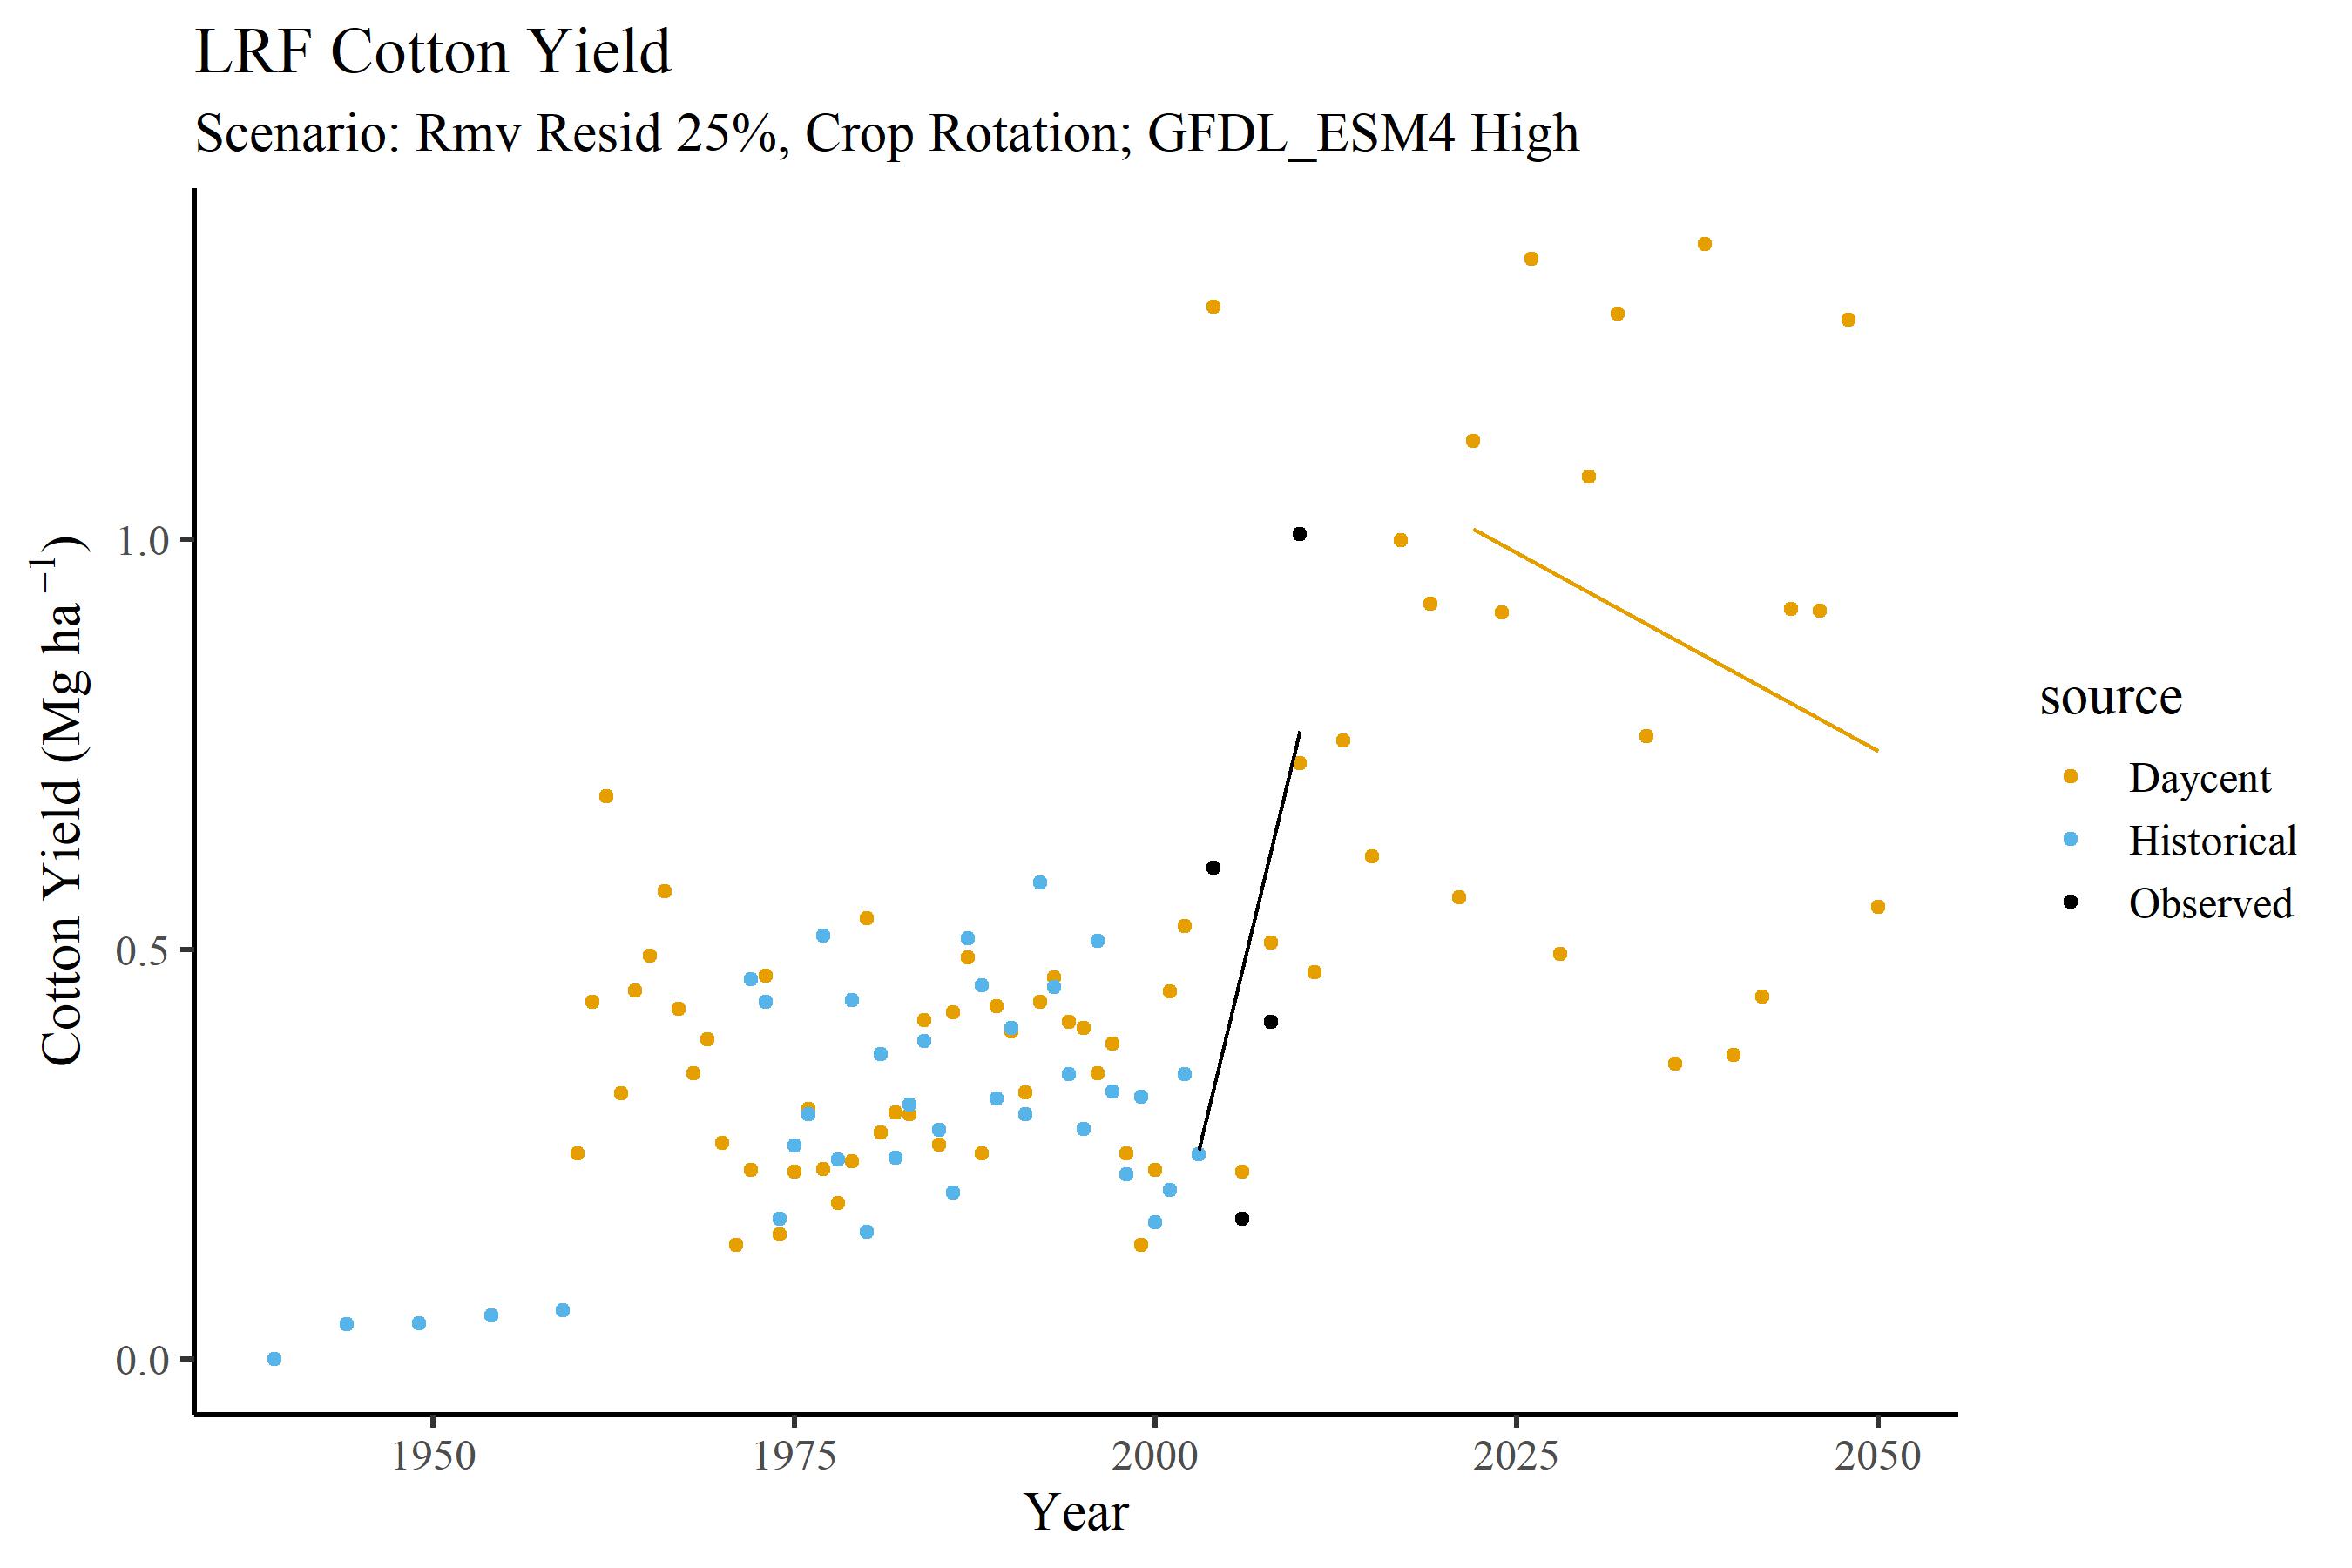 LRF Cotton Yield
Scenario: Rmv Resid 25%, Crop Rotation; GFDL_ESM4 High
Cotton Yield (Mg ha⁻¹)
1.0
0.5
0.0
1950 1975 2000 2025 2050
Year
source
Daycent
Historical
Observed